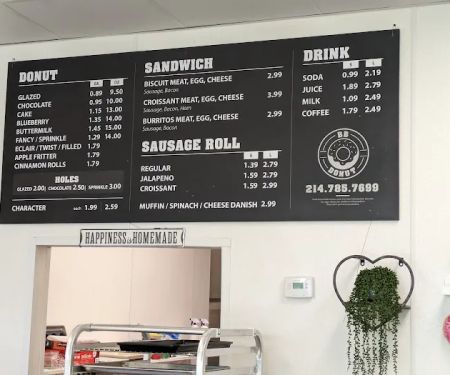 DONUT
EA DZ
GLAZED 0.89 9.50
CHOCOLATE 0.95 10.00
CAKE 1.15 13.00
BLUEBERRY 1.35 14.00
BUTTERMILK 1.45 15.00
FANCY / SPRINKLE 1.29 14.00
ECLAIR / TWIST / FILLED 1.79
APPLE FRITTER 1.79
CINNAMON ROLLS 1.79
HOLES
GLAZED 2.00 | CHOCOLATE 2.50 | SPRINKLE 3.00
CHARACTER each 1.99 2.59
SANDWICH
BISCUIT MEAT, EGG, CHEESE 2.99
Sausage, Bacon
CROISSANT MEAT, EGG, CHEESE 3.99
Sausage, Bacon, Ham
BURRITOS MEAT, EGG, CHEESE 2.99
Sausage, Bacon
SAUSAGE ROLL
S L
REGULAR 1.39 2.79
JALAPENO 1.59 2.79
CROISSANT 1.59 2.99
MUFFIN / SPINACH / CHEESE DANISH 2.99
DRINK
S L
SODA 0.99 2.19
JUICE 1.89 2.79
MILK 1.09 2.49
COFFEE 1.79 2.49
BB
DONUT
214.785.7699
HAPPINESS is HOMEMADE